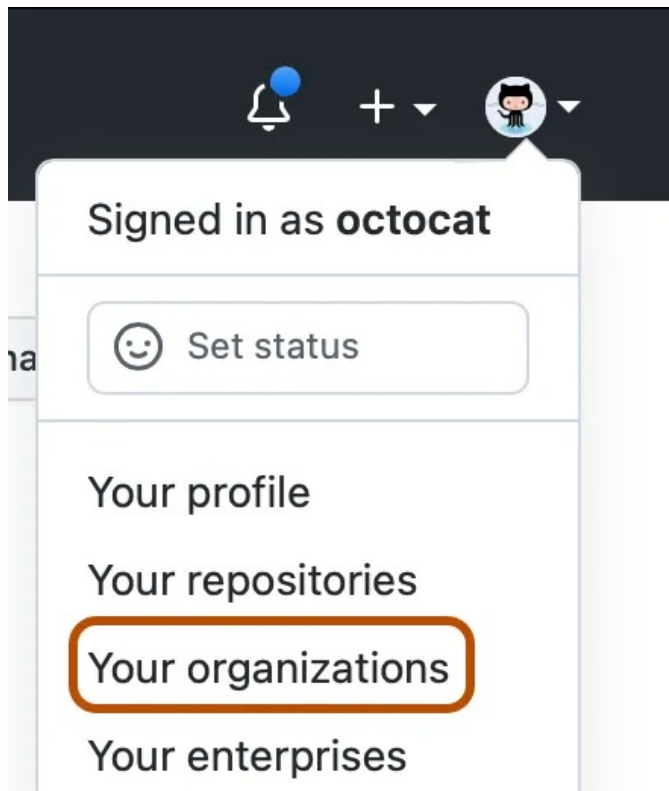 Signed in as octocat
Set status
Your profile
Your repositories
Your organizations
Your enterprises